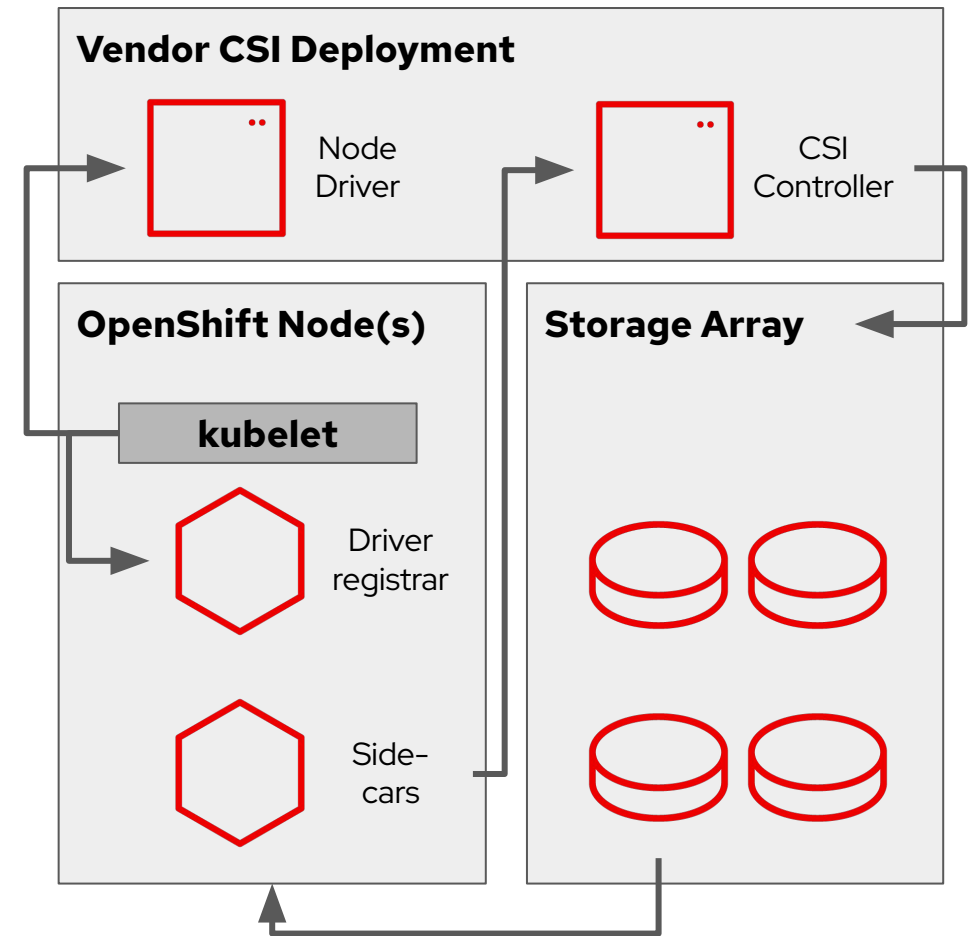 Vendor CSI Deployment
Node
Driver
CSI
Controller
OpenShift Node(s)
kubelet
Driver
registrar
Side-
cars
Storage Array